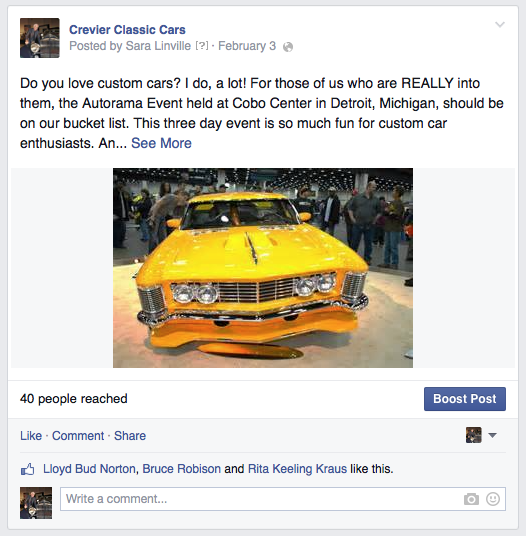 Crevier Classic Cars
Posted by Sara Linville [?] · February 3
Do you love custom cars? I do, a lot! For those of us who are REALLY into
them, the Autorama Event held at Cobo Center in Detroit, Michigan, should be
on our bucket list. This three day event is so much fun for custom car
enthusiasts. An... See More
40 people reached
Boost Post
Like · Comment · Share
Lloyd Bud Norton, Bruce Robison and Rita Keeling Kraus like this.
Write a comment...